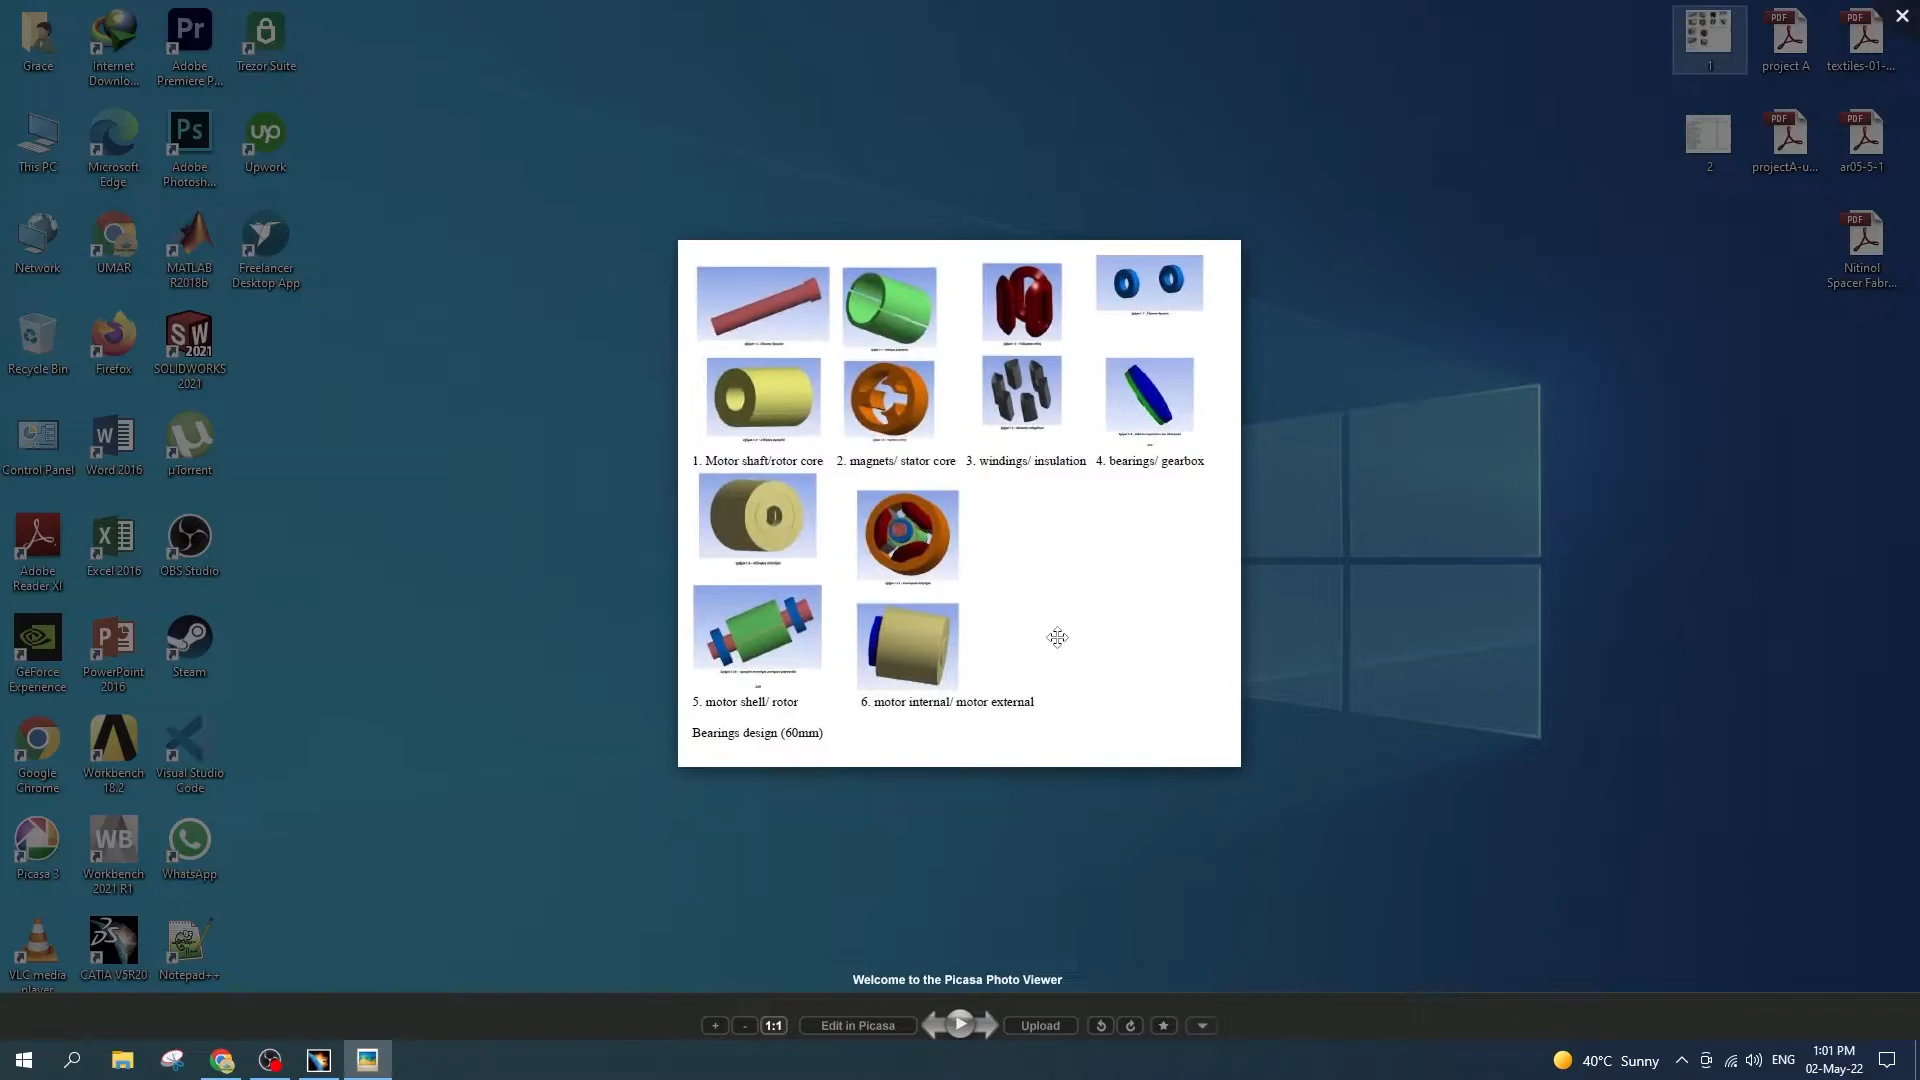 Grace
Internet
Downlo...
Adobe
Premiere P...
Trezor Suite
This PC
Microsoft
Edge
Adobe
Photosh...
Upwork
Network
UMAR
MATLAB
R2018b
Freelancer
Desktop App
Recycle Bin
Firefox
SOLIDWORKS
2021
Control Panel
Word 2016
µTorrent
Adobe
Reader XI
Excel 2016
OBS Studio
GeForce
Experience
PowerPoint
2016
Steam
Google
Chrome
Workbench
18.2
Visual Studio
Code
Picasa 3
Workbench
2021 R1
WhatsApp
VLC media
player
CATIA V5R20
Notepad++
1
project A
textiles-01-...
2
projectA-u...
ar05-5-1
Nitinol
Spacer Fabr...
1. Motor shaft/rotor core
2. magnets/ stator core
3. windings/ insulation
4. bearings/ gearbox
5. motor shell/ rotor
6. motor internal/ motor external
Bearings design (60mm)
Welcome to the Picasa Photo Viewer
+
-
1:1
Edit in Picasa
Upload
40°C Sunny
ENG
1:01 PM
02-May-22